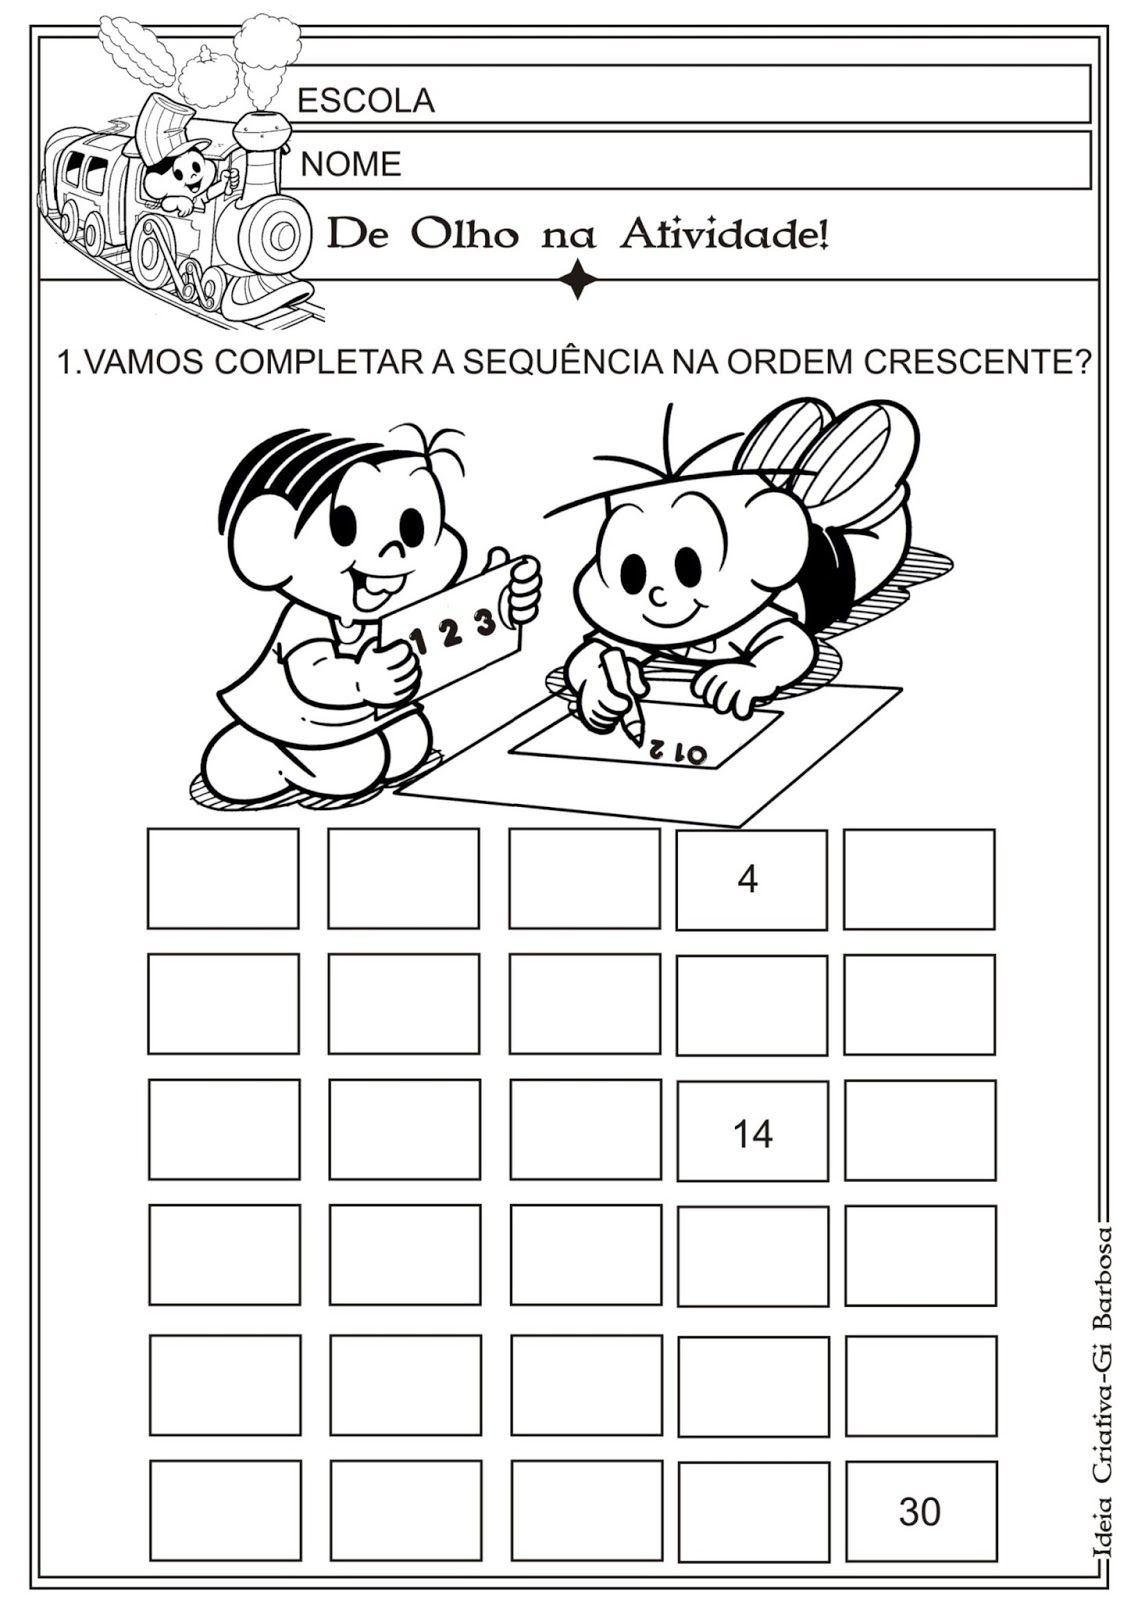 ESCOLA
NOME
De Olho na Atividade!
1.VAMOS COMPLETAR A SEQUÊNCIA NA ORDEM CRESCENTE?
1 2 3
0 1 2
4
14
30
Ideia Criativa-Gi Barbosa